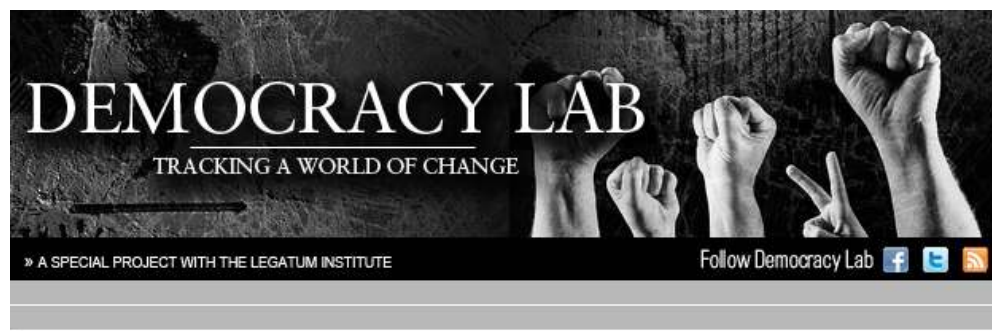 DEMOCRACY LAB
TRACKING A WORLD OF CHANGE
» A SPECIAL PROJECT WITH THE LEGATUM INSTITUTE
Follow Democracy Lab